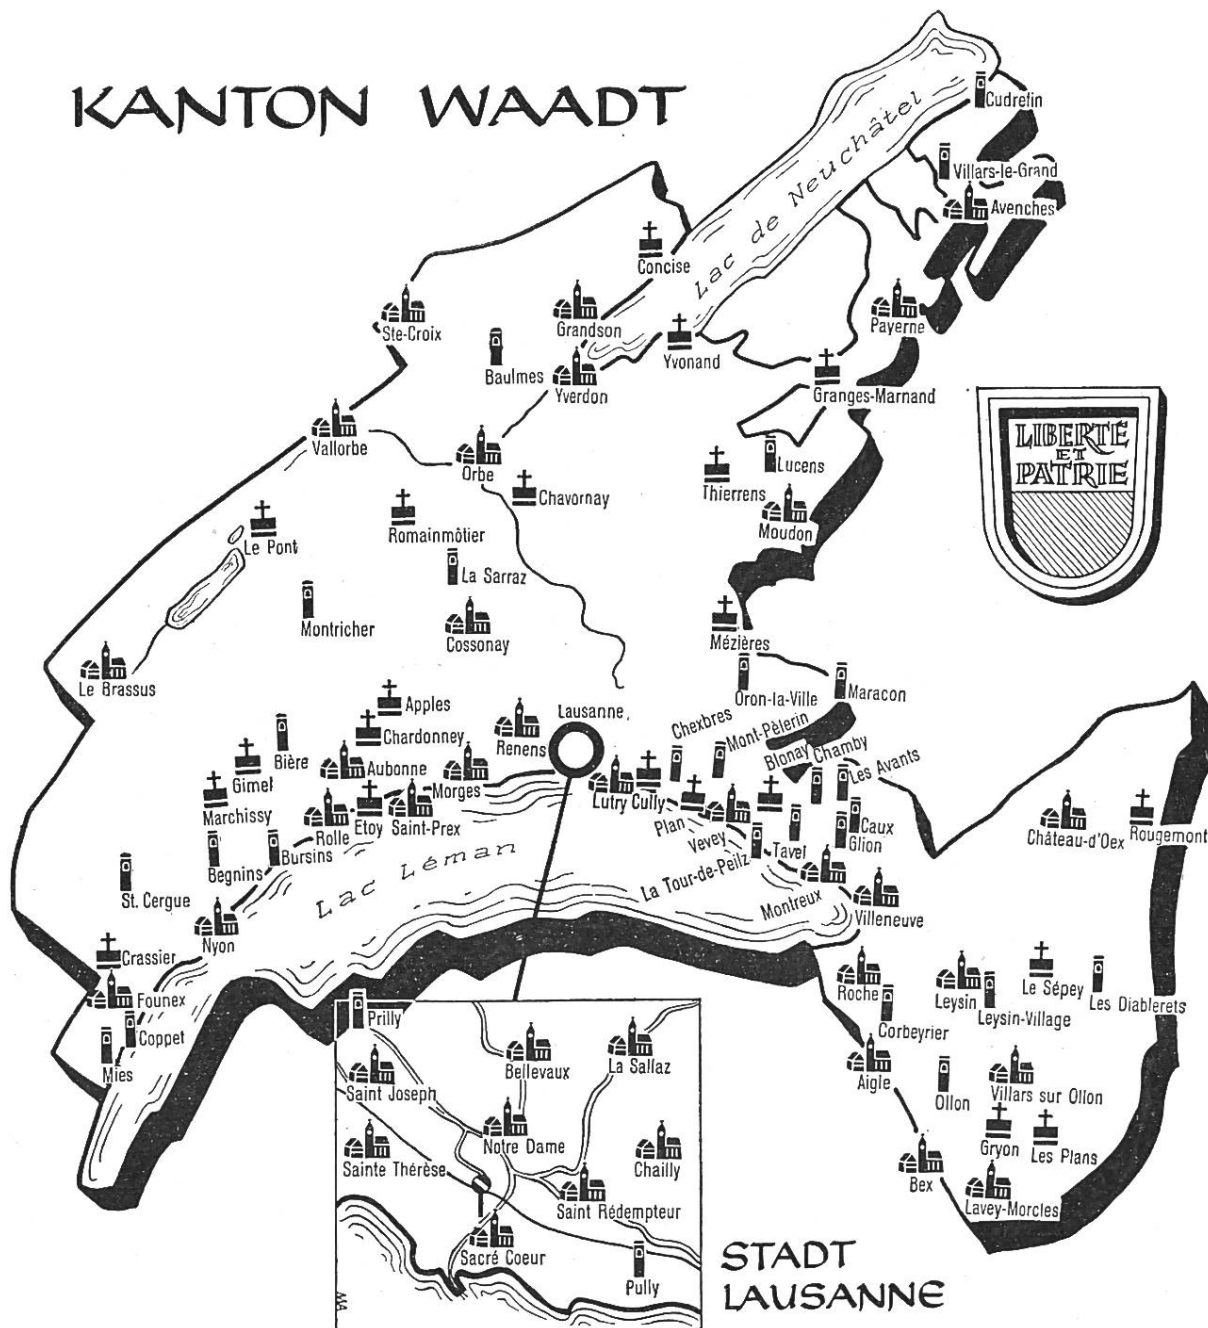 KANTON WAADT
Cudrefin
Villars-le-Grand
Avenches
Lac de Neuchâtel
Concise
Ste-Croix
Grandson
Payerne
Baulmes
Yvonand
Yverdon
Granges-Marnand
Vallorbe
LIBERTÉ
ET
PATRIE
Orbe
Lucens
Thierrens
Chavornay
Moudon
Romainmôtier
Le Pont
La Sarraz
Montricher
Cossonay
Mézières
Le Brassus
Oron-la-Ville
Maracon
Apples
Lausanne
Chexbres
Mont-Pèlerin
Chardonney
Renens
Blonay
Chamby
Bière
Les Avants
Gimel
Aubonne
Morges
Lutry
Cully
Marchissy
Rolle
Etoy
Saint-Prex
Plan
Vevey
Tavel
Caux
Glion
Château-d'Oex
Rougemont
Bursins
Begnins
Lac Léman
La Tour-de-Peilz
St. Cergue
Montreux
Villeneuve
Nyon
Crassier
Roche
Leysin
Le Sépey
Les Diablerets
Leysin-Village
Founex
Corbeyrier
Coppet
Mies
Prilly
Bellevaux
La Sallaz
Aigle
Ollon
Villars sur Ollon
Saint Joseph
Notre Dame
Gryon
Les Plans
Sainte Thérèse
Chailly
Bex
Lavey-Morcles
Saint Rédempteur
Sacré Coeur
Pully
STADT
LAUSANNE